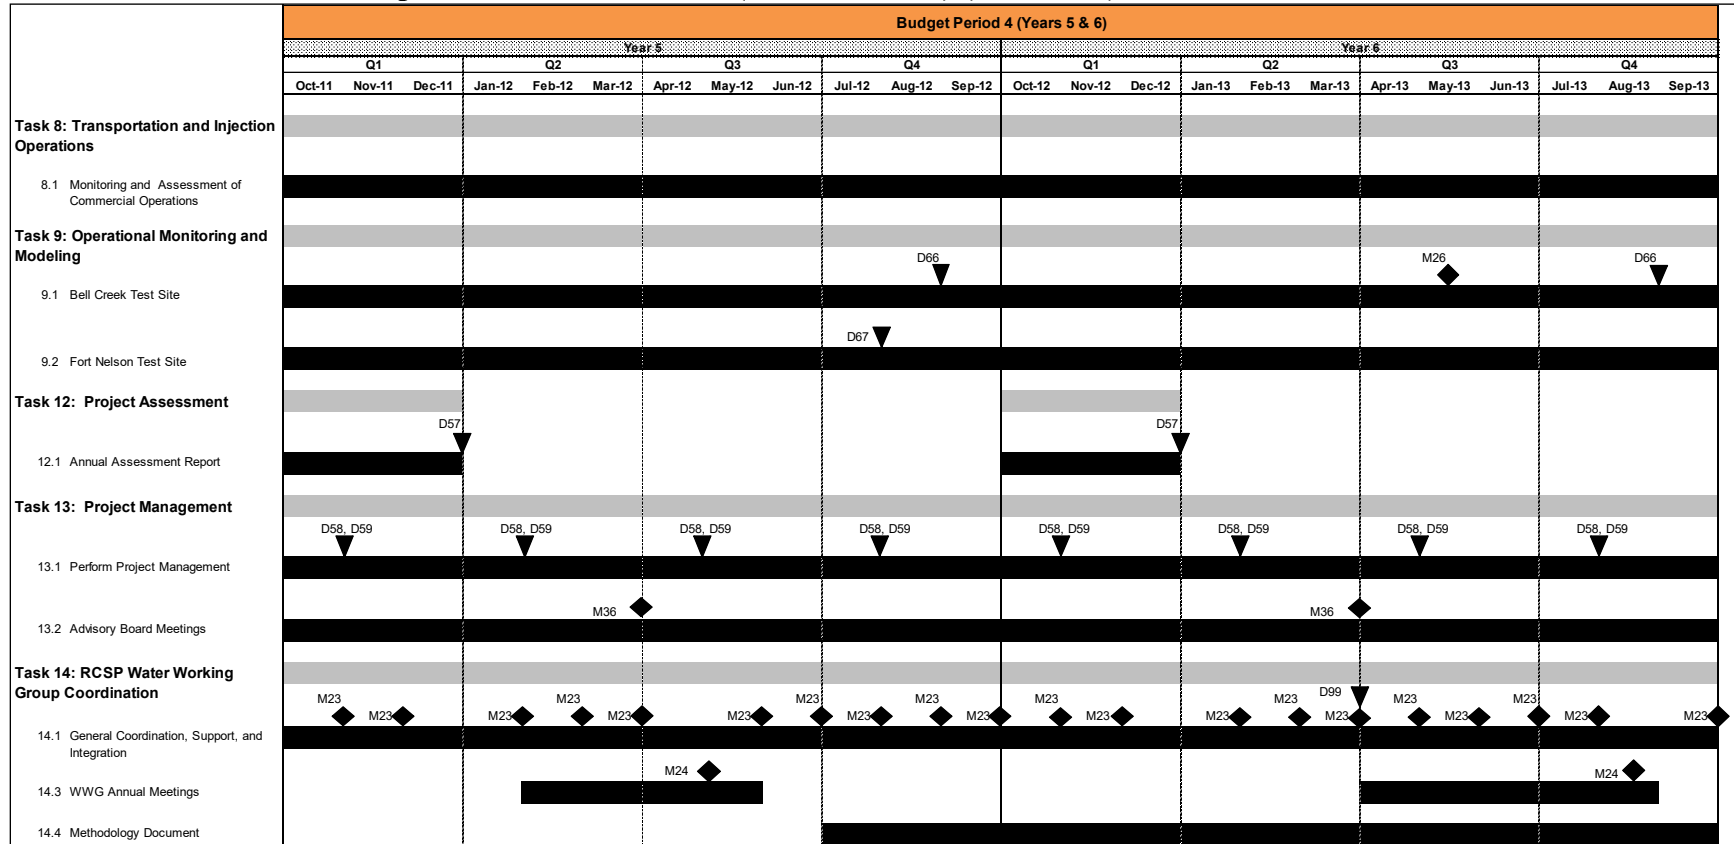 Budget Period 4 (Years 5 & 6)
Year 5 Year 6
Q1 Q2 Q3 Q4 Q1 Q2 Q3 Q4
Oct-11 Nov-11 Dec-11 Jan-12 Feb-12 Mar-12 Apr-12 May-12 Jun-12 Jul-12 Aug-12 Sep-12 Oct-12 Nov-12 Dec-12 Jan-13 Feb-13 Mar-13 Apr-13 May-13 Jun-13 Jul-13 Aug-13 Sep-13
Task 8: Transportation and Injection
Operations
8.1 Monitoring and Assessment of
Commercial Operations
Task 9: Operational Monitoring and
Modeling
D66 M26 D66
9.1 Bell Creek Test Site
D67
9.2 Fort Nelson Test Site
Task 12: Project Assessment
D57 D57
12.1 Annual Assessment Report
Task 13: Project Management
D58, D59 D58, D59 D58, D59 D58, D59 D58, D59 D58, D59 D58, D59 D58, D59
13.1 Perform Project Management
M36 M36
13.2 Advisory Board Meetings
Task 14: RCSP Water Working
Group Coordination
D99
M23 M23 M23 M23 M23 M23 M23 M23
M23 M23 M23 M23 M23 M23 M23 M23 M23 M23 M23 M23
14.1 General Coordination, Support, and
Integration
M24 M24
14.3 WWG Annual Meetings
14.4 Methodology Document